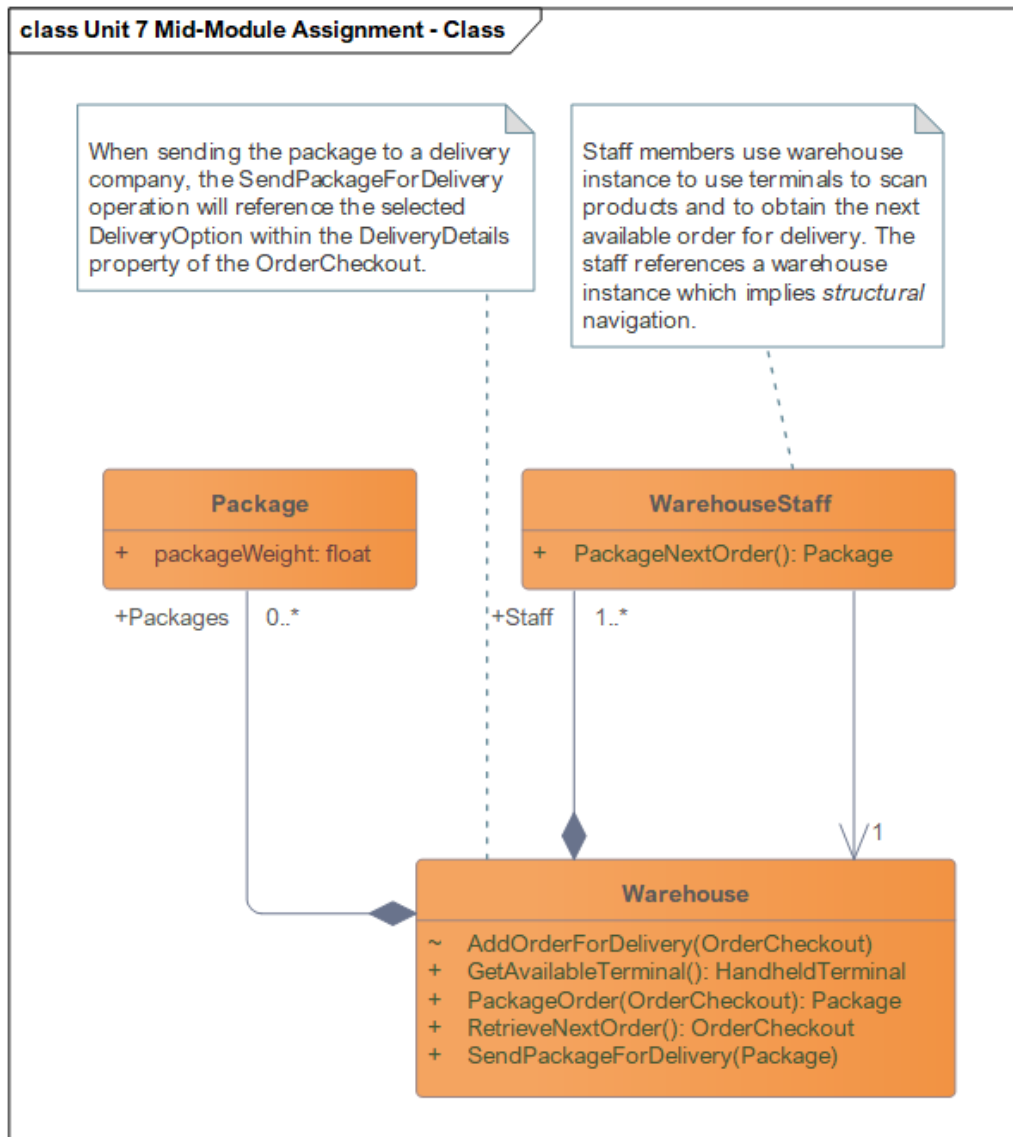 class Unit 7 Mid-Module Assignment - Class
When sending the package to a delivery
company, the SendPackageForDelivery
operation will reference the selected
DeliveryOption within the DeliveryDetails
property of the OrderCheckout.
Staff members use warehouse
instance to use terminals to scan
products and to obtain the next
available order for delivery. The
staff references a warehouse
instance which implies structural
navigation.
Package
+ packageWeight: float
WarehouseStaff
+ PackageNextOrder(): Package
+Packages 0..*
+Staff 1..*
1
Warehouse
~ AddOrderForDelivery(OrderCheckout)
+ GetAvailableTerminal(): HandheldTerminal
+ PackageOrder(OrderCheckout): Package
+ RetrieveNextOrder(): OrderCheckout
+ SendPackageForDelivery(Package)